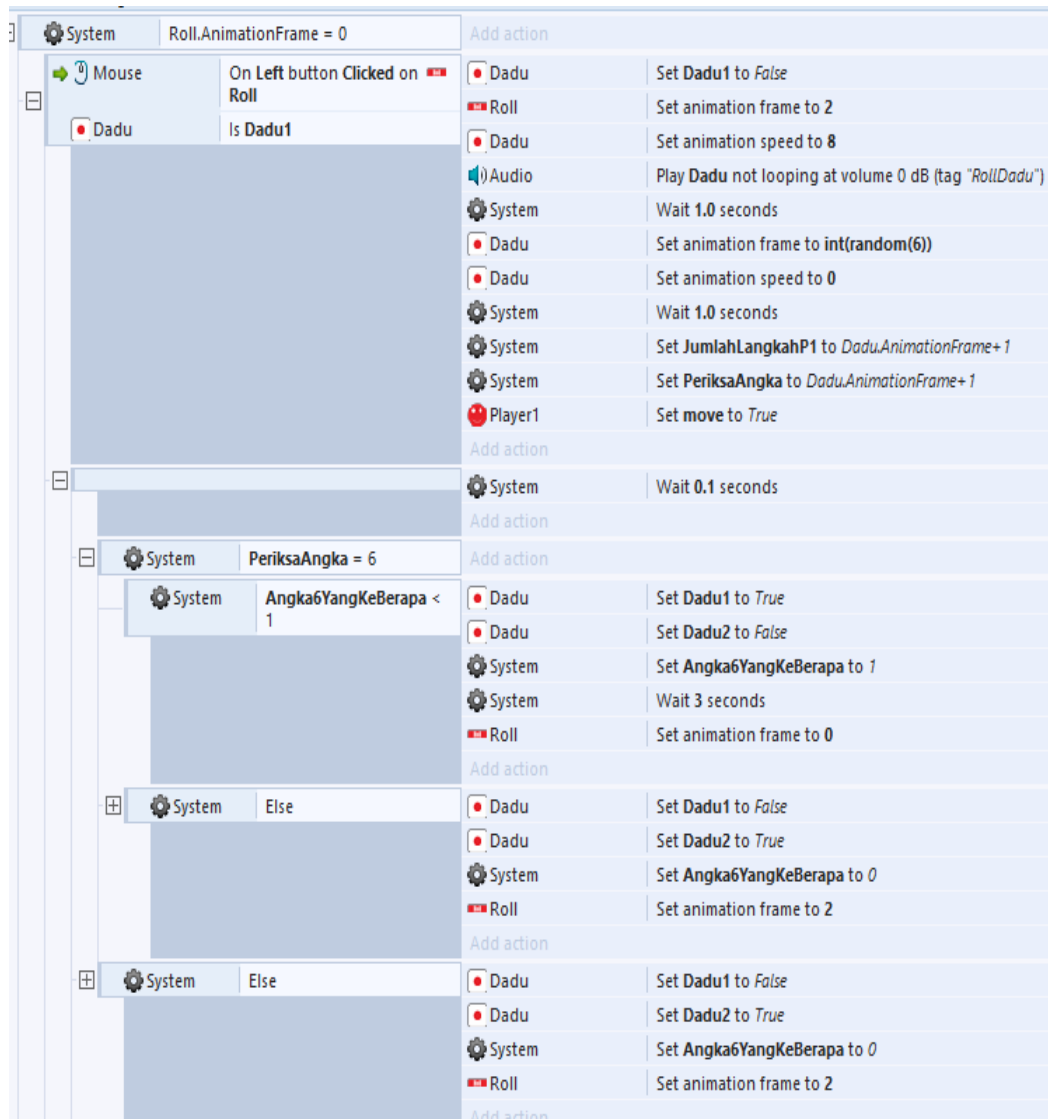 System Roll.AnimationFrame = 0 Add action
Mouse On Left button Clicked on Roll Dadu Set Dadu1 to False
Roll Set animation frame to 2
Dadu Is Dadu1 Dadu Set animation speed to 8
Audio Play Dadu not looping at volume 0 dB (tag "RollDadu")
System Wait 1.0 seconds
Dadu Set animation frame to int(random(6))
Dadu Set animation speed to 0
System Wait 1.0 seconds
System Set JumlahLangkahP1 to Dadu.AnimationFrame+1
System Set PeriksaAngka to Dadu.AnimationFrame+1
Player1 Set move to True
Add action
System Wait 0.1 seconds
Add action
System PeriksaAngka = 6 Add action
System Angka6YangKeBerapa < 1 Dadu Set Dadu1 to True
Dadu Set Dadu2 to False
System Set Angka6YangKeBerapa to 1
System Wait 3 seconds
Roll Set animation frame to 0
Add action
System Else Dadu Set Dadu1 to False
Dadu Set Dadu2 to True
System Set Angka6YangKeBerapa to 0
Roll Set animation frame to 2
Add action
System Else Dadu Set Dadu1 to False
Dadu Set Dadu2 to True
System Set Angka6YangKeBerapa to 0
Roll Set animation frame to 2
Add action